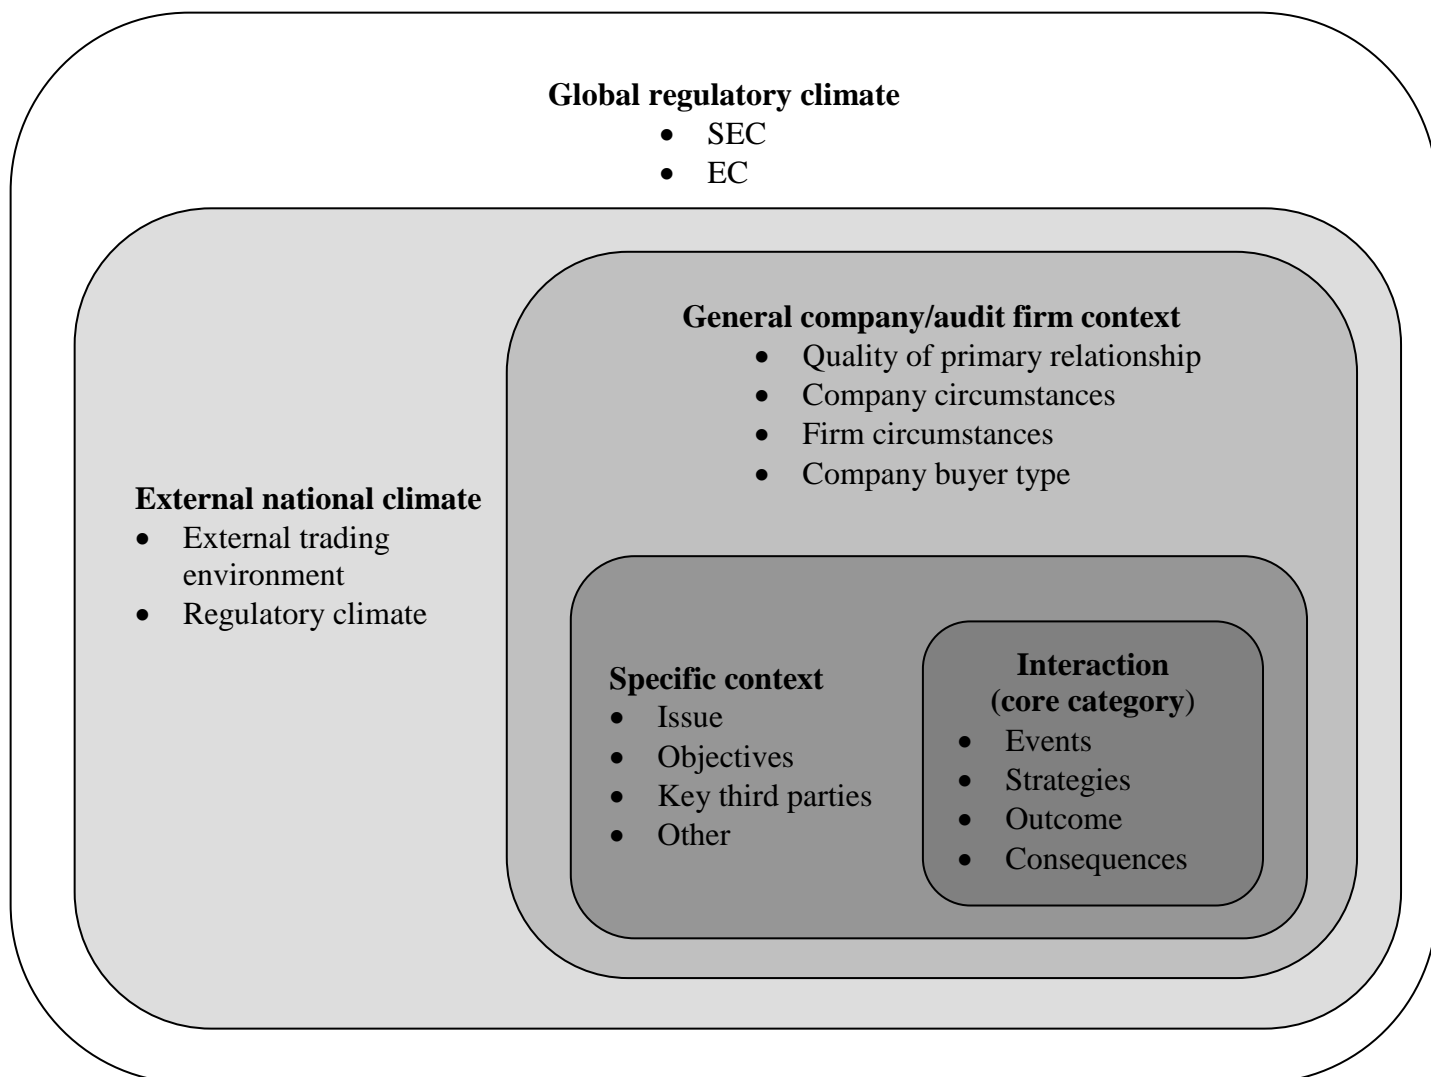 Global regulatory climate
• SEC
• EC
General company/audit firm context
• Quality of primary relationship
• Company circumstances
• Firm circumstances
• Company buyer type
External national climate
• External trading
environment
• Regulatory climate
Specific context
• Issue
• Objectives
• Key third parties
• Other
Interaction
(core category)
• Events
• Strategies
• Outcome
• Consequences